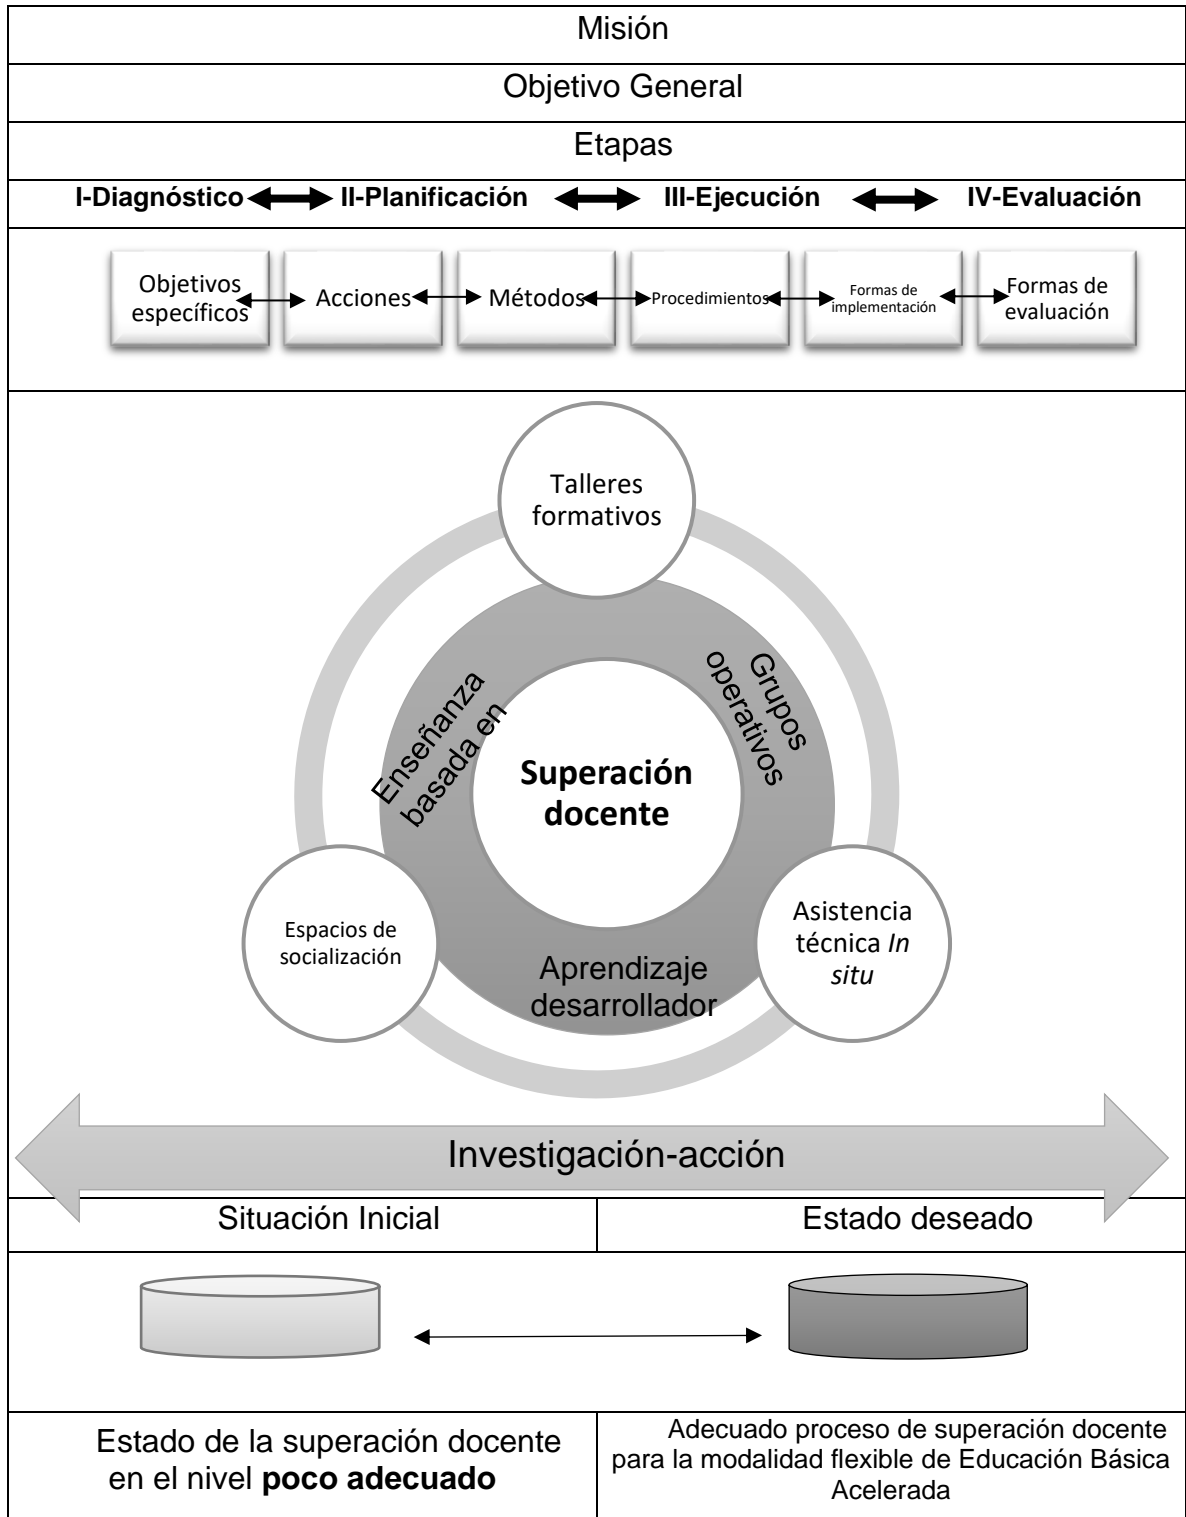 Misión
Objetivo General
Etapas
I-Diagnóstico II-Planificación III-Ejecución IV-Evaluación
Objetivos
específicos
Acciones
Métodos
Procedimientos
Formas de
implementación
Formas de
evaluación
Talleres
formativos
Enseñanza
basada en
Grupos
operativos
Superación
docente
Espacios de
socialización
Asistencia
técnica In
situ
Aprendizaje
desarrollador
Investigación-acción
Situación Inicial
Estado deseado
Estado de la superación docente
en el nivel poco adecuado
Adecuado proceso de superación docente
para la modalidad flexible de Educación Básica
Acelerada